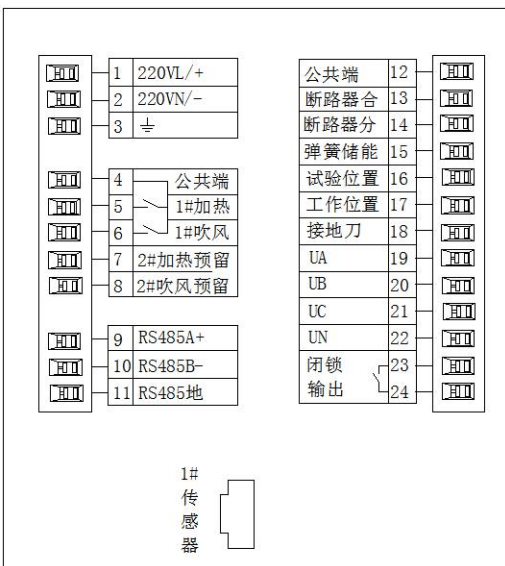 1 220VL/+
2 220VN/-
3
4 公共端
5 1#加热
6 1#吹风
7 2#加热预留
8 2#吹风预留
9 RS485A+
10 RS485B-
11 RS485地
公共端 12
断路器合 13
断路器分 14
弹簧储能 15
试验位置 16
工作位置 17
接地刀 18
UA 19
UB 20
UC 21
UN 22
闭锁 23
输出 24
1#
传
感
器